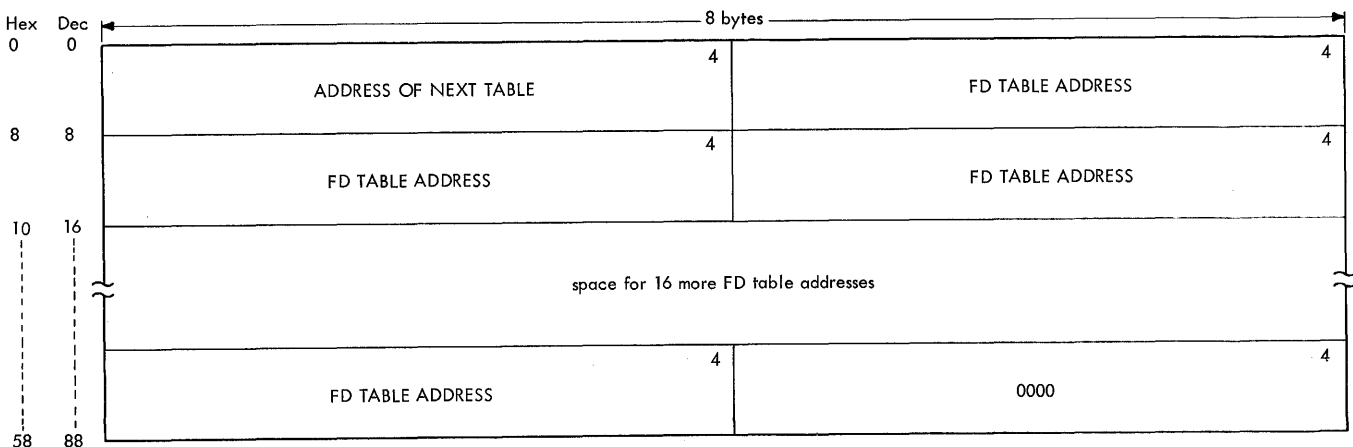 Hex Dec 8 bytes
0 0
4 4
ADDRESS OF NEXT TABLE FD TABLE ADDRESS
8 8
4 4
FD TABLE ADDRESS FD TABLE ADDRESS
10 16
space for 16 more FD table addresses
4 4
FD TABLE ADDRESS 0000
58 88